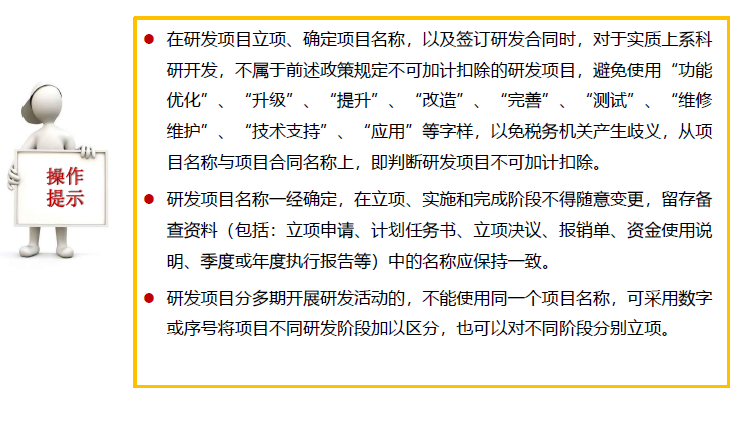 操作
提示
● 在研发项目立项、确定项目名称，以及签订研发合同时，对于实质上系科
研开发，不属于前述政策规定不可加计扣除的研发项目，避免使用“功能
优化”、“升级”、“提升”、“改造”、“完善”、“测试”、“维修
维护”、“技术支持”、“应用”等字样，以免税务机关产生歧义，从项
目名称与项目合同名称上，即判断研发项目不可加计扣除。
● 研发项目名称一经确定，在立项、实施和完成阶段不得随意变更，留存备
查资料（包括：立项申请、计划任务书、立项决议、报销单、资金使用说
明、季度或年度执行报告等）中的名称应保持一致。
● 研发项目分多期开展研发活动的，不能使用同一个项目名称，可采用数字
或序号将项目不同研发阶段加以区分，也可以对不同阶段分别立项。